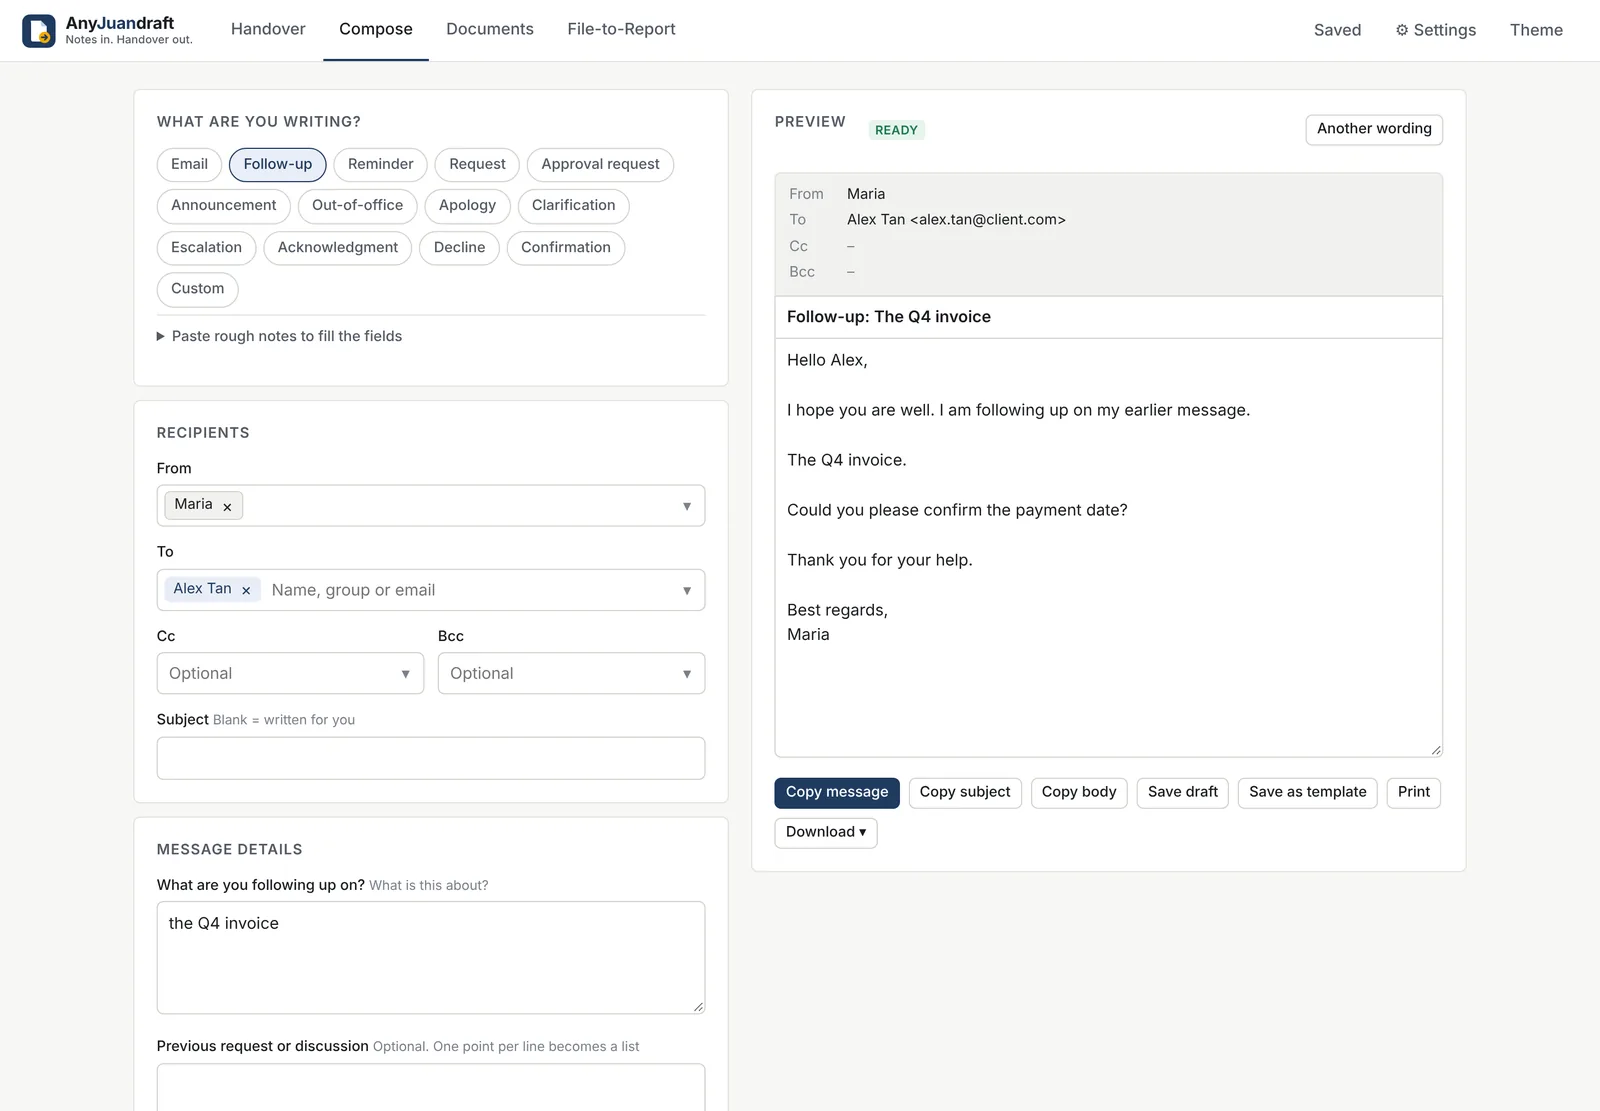 AnyJuandraft
Notes in. Handover out.
Handover
Compose
Documents
File-to-Report
Saved
⚙ Settings
Theme
WHAT ARE YOU WRITING?
Email
Follow-up
Reminder
Request
Approval request
Announcement
Out-of-office
Apology
Clarification
Escalation
Acknowledgment
Decline
Confirmation
Custom
▶ Paste rough notes to fill the fields
RECIPIENTS
From
Maria ×
To
Alex Tan × Name, group or email
Cc
Optional
Bcc
Optional
Subject Blank = written for you
MESSAGE DETAILS
What are you following up on? What is this about?
the Q4 invoice
Previous request or discussion Optional. One point per line becomes a list
PREVIEW
READY
Another wording
From Maria
To Alex Tan <alex.tan@client.com>
Cc –
Bcc –
Follow-up: The Q4 invoice
Hello Alex,
I hope you are well. I am following up on my earlier message.
The Q4 invoice.
Could you please confirm the payment date?
Thank you for your help.
Best regards,
Maria
Copy message
Copy subject
Copy body
Save draft
Save as template
Print
Download ▾